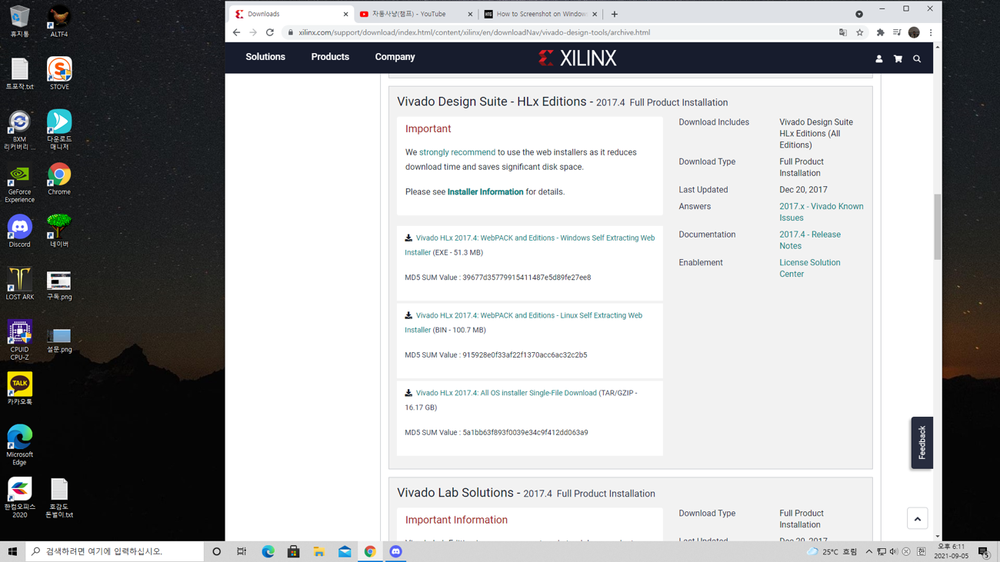 휴지통
ALTF4
트포작.txt
STOVE
BXM
리커버리 ...
다운로드
매니저
GeForce
Experience
Chrome
Discord
네이버
LOST ARK
구독.png
CPUID
CPU-Z
설문.png
TALK
카카오톡
Microsoft
Edge
한컴오피스
2020
호감도
돈벌이.txt
Downloads
자동사냥(잼프) - YouTube
HTG
How to Screenshot on Window
xilinx.com/support/download/index.html/content/xilinx/en/downloadNav/vivado-design-tools/archive.html
Solutions
Products
Company
XILINX
Vivado Design Suite - HLx Editions - 2017.4 Full Product Installation
Important
We strongly recommend to use the web installers as it reduces
download time and saves significant disk space.
Please see Installer Information for details.
Vivado HLx 2017.4: WebPACK and Editions - Windows Self Extracting Web
Installer (EXE - 51.3 MB)
MD5 SUM Value : 39677d35779915411487e5d89fe27ee8
Vivado HLx 2017.4: WebPACK and Editions - Linux Self Extracting Web
Installer (BIN - 100.7 MB)
MD5 SUM Value : 915928e0f33af22f1370acc6ac32c2b5
Vivado HLx 2017.4: All OS installer Single-File Download (TAR/GZIP -
16.17 GB)
MD5 SUM Value : 5a1bb63f893f0039e34c9f412dd063a9
Download Includes
Vivado Design Suite
HLx Editions (All
Editions)
Download Type
Full Product
Installation
Last Updated
Dec 20, 2017
Answers
2017.x - Vivado Known
Issues
Documentation
2017.4 - Release
Notes
Enablement
License Solution
Center
Feedback
Vivado Lab Solutions - 2017.4 Full Product Installation
Important Information
Download Type
Full Product
Installation
Last Updated
Dec 20, 2017
검색하려면 여기에 입력하십시오.
25°C 흐림
한
오후 6:11
2021-09-05
5